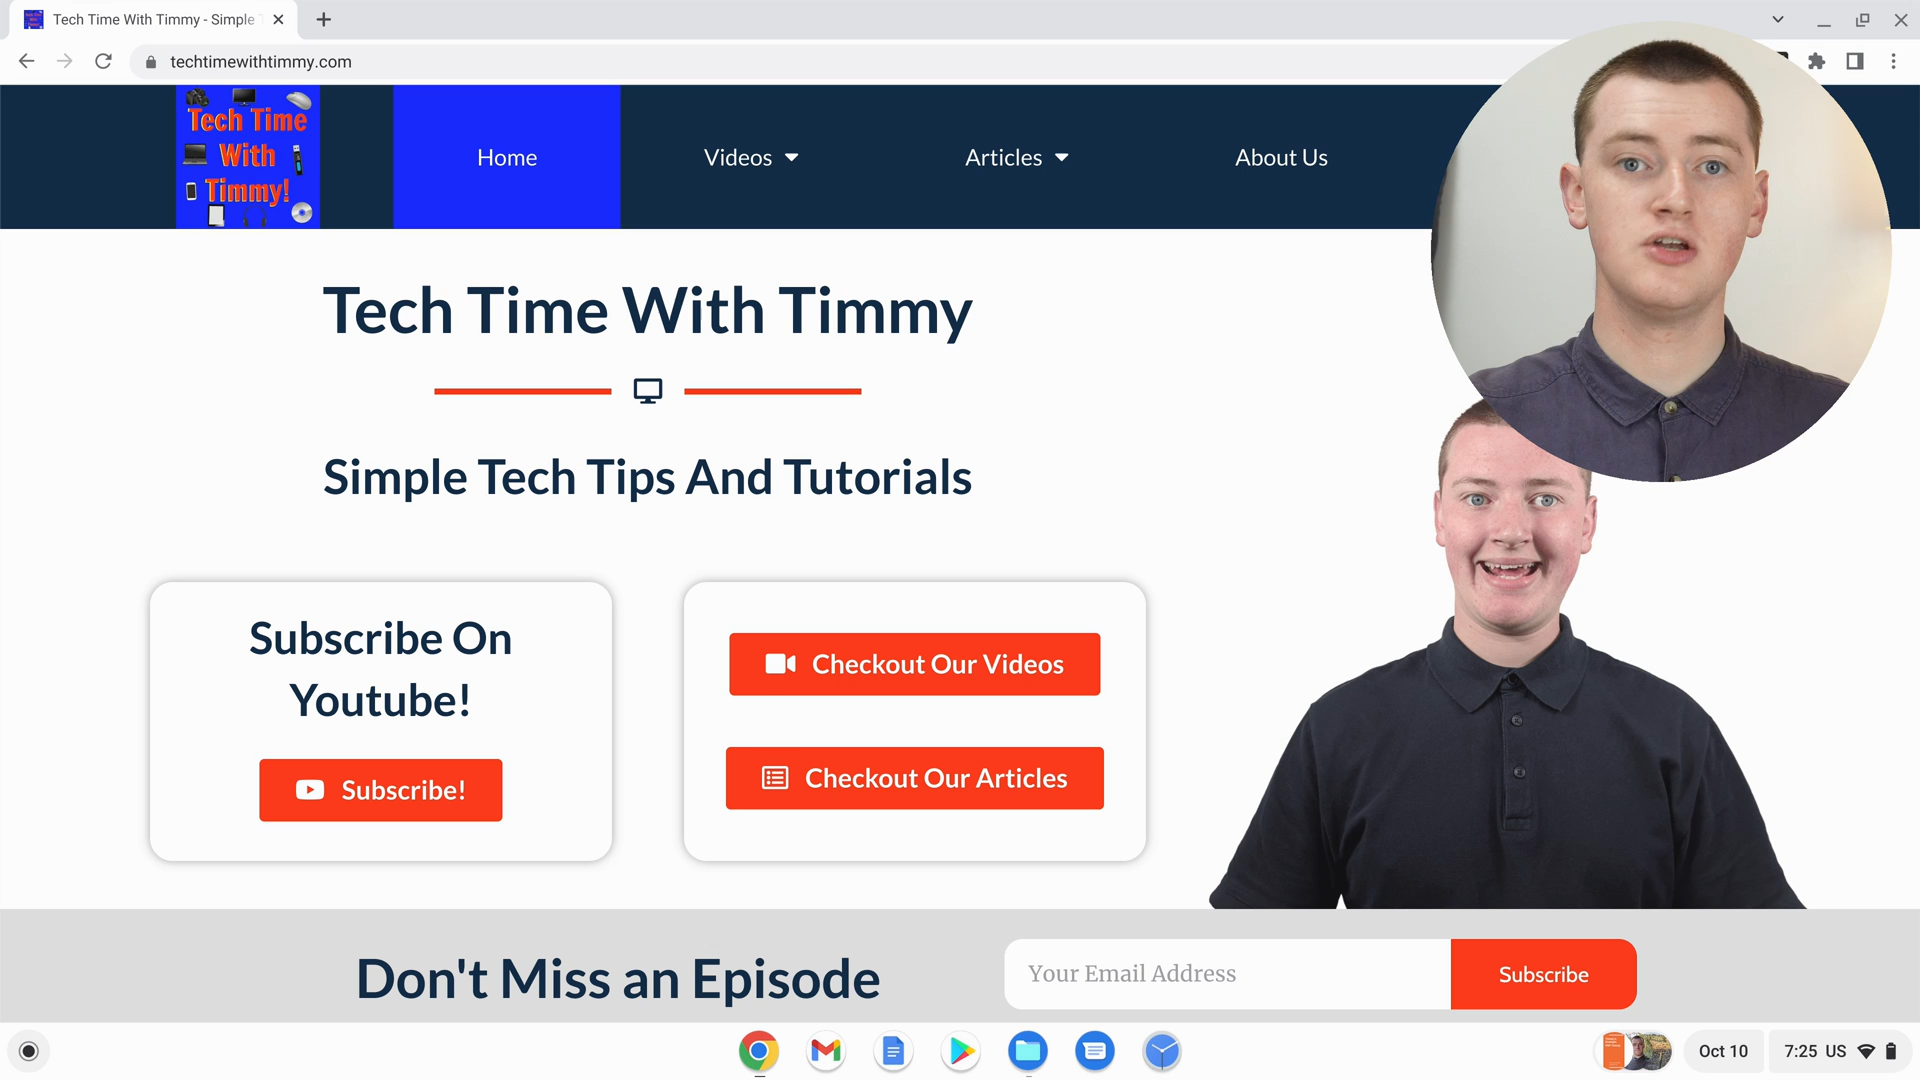 Tech Time With Timmy - Simple
techtimewithtimmy.com
Tech Time
With
Timmy!
Home
Videos
Articles
About Us
Tech Time With Timmy
Simple Tech Tips And Tutorials
Subscribe On
Youtube!
Subscribe!
Checkout Our Videos
Checkout Our Articles
Don't Miss an Episode
Your Email Address
Subscribe
Oct 10
7:25 US